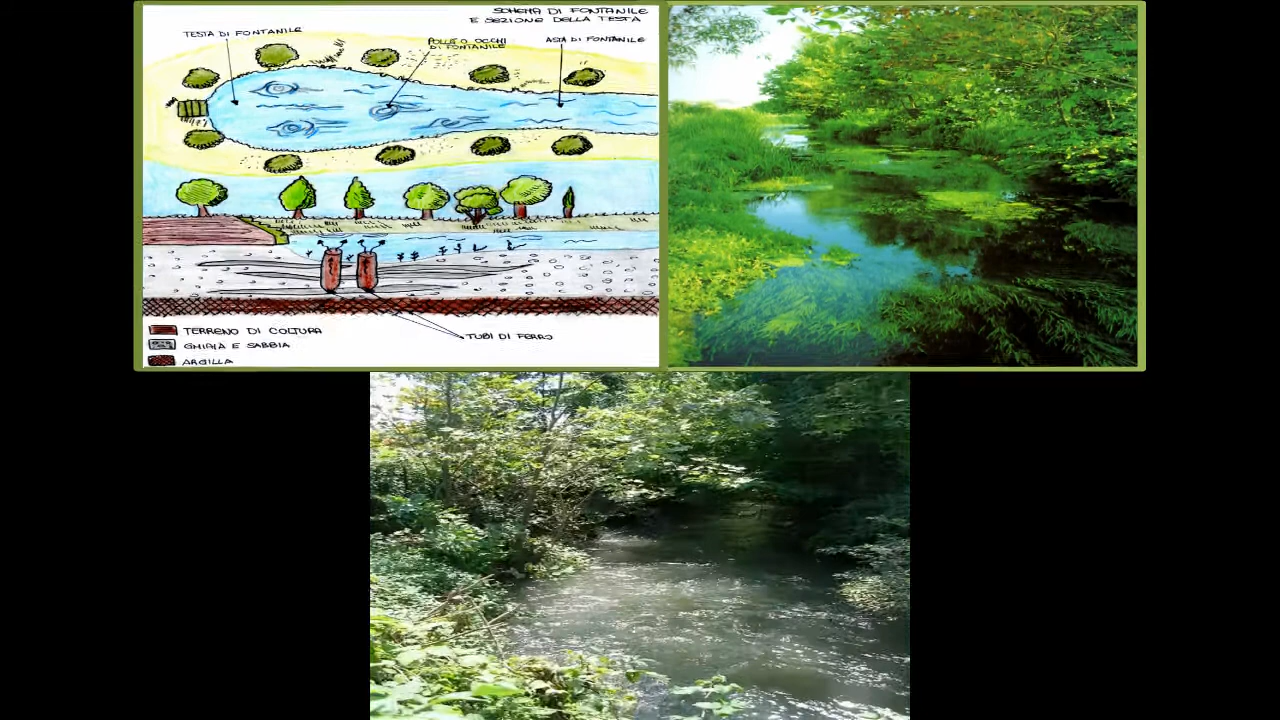 SCHEMA DI FONTANILE
E SEZIONE DELLA TESTA
TESTA DI FONTANILE
POLLE O OCCHI
DI FONTANILE
ASTA DI FONTANILE
TERRENO DI COLTURA
GHIAIA E SABBIA
ARGILLA
TUBI DI FERRO